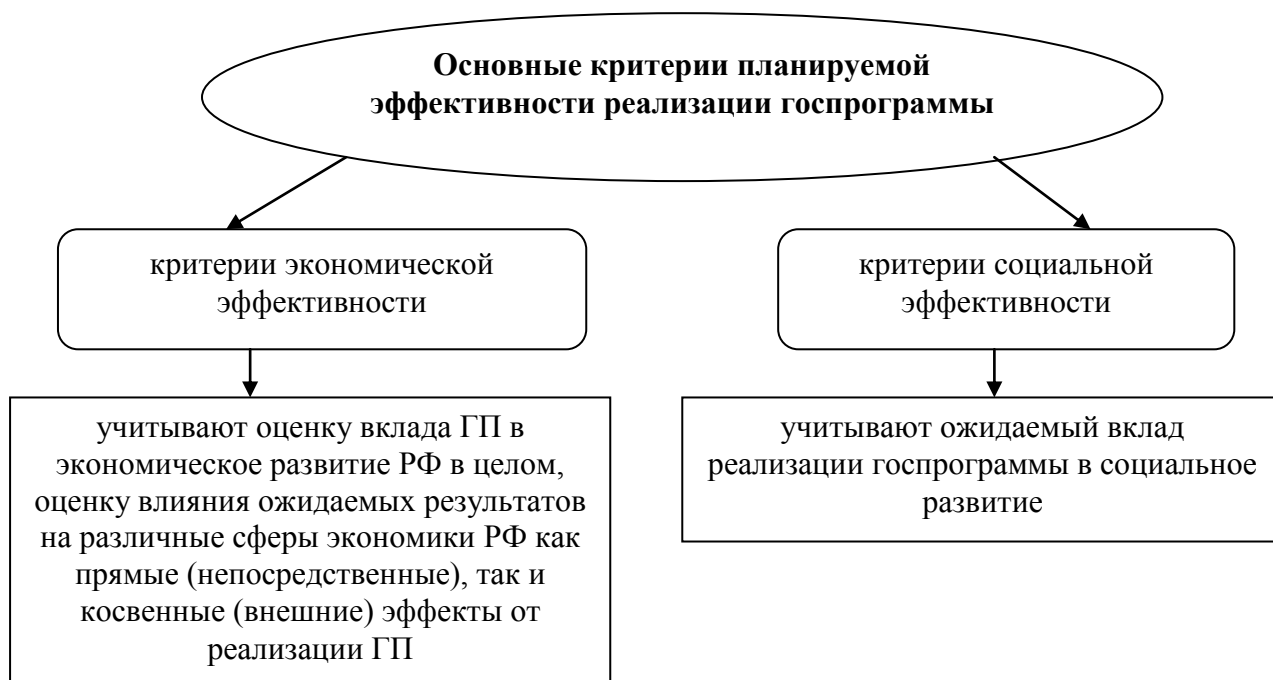 Основные критерии планируемой
эффективности реализации госпрограммы
критерии экономической
эффективности
критерии социальной
эффективности
учитывают оценку вклада ГП в
экономическое развитие РФ в целом,
оценку влияния ожидаемых результатов
на различные сферы экономики РФ как
прямые (непосредственные), так и
косвенные (внешние) эффекты от
реализации ГП
учитывают ожидаемый вклад
реализации госпрограммы в социальное
развитие